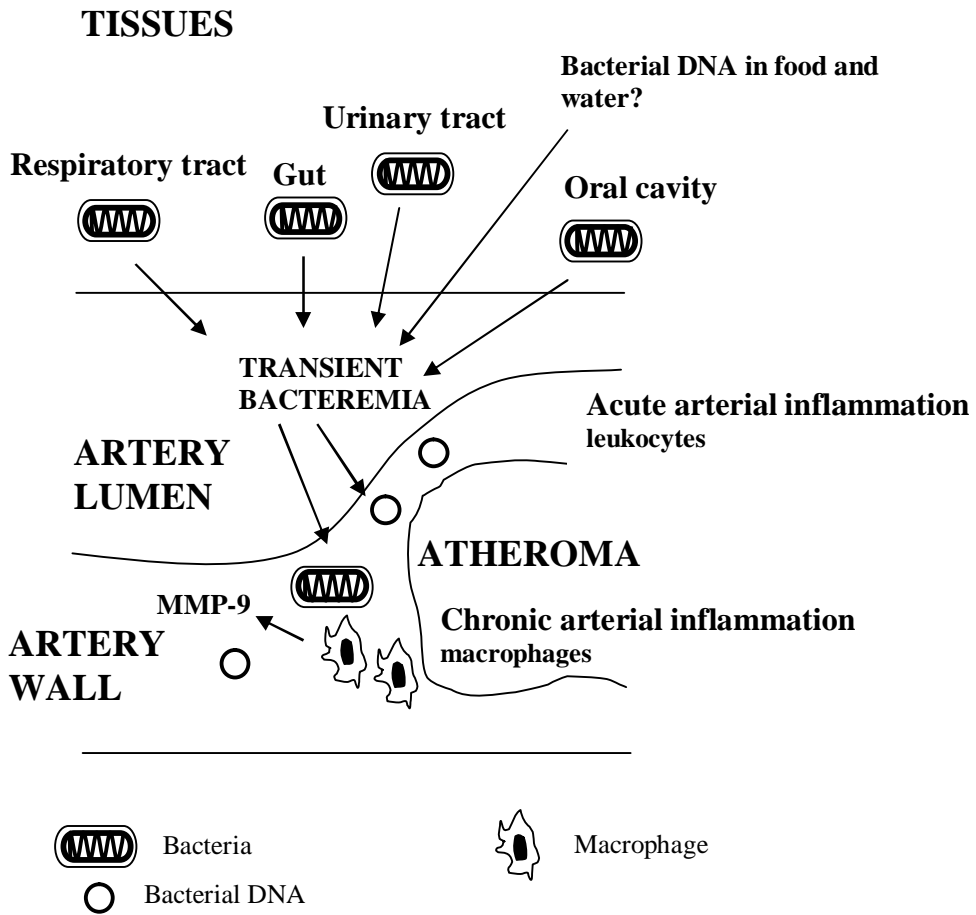 TISSUES
Bacterial DNA in food and
water?
Urinary tract
Respiratory tract
Gut
Oral cavity
TRANSIENT
BACTEREMIA
Acute arterial inflammation
leukocytes
ARTERY
LUMEN
ATHEROMA
MMP-9
Chronic arterial inflammation
macrophages
ARTERY
WALL
Bacteria
Macrophage
Bacterial DNA